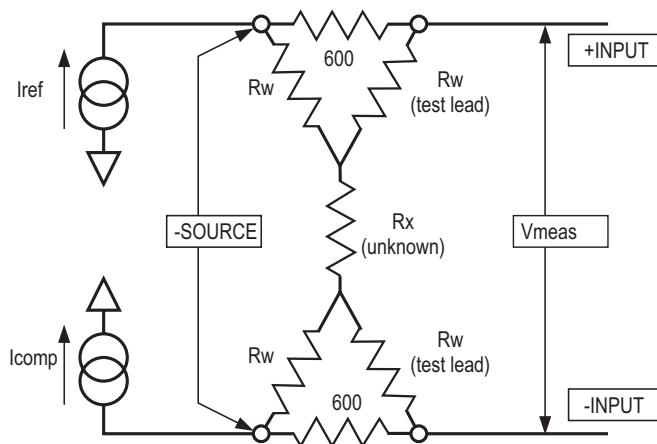 600
+INPUT
Rw
Rw
(test lead)
Iref
-SOURCE
Rx
(unknown)
Vmeas
Rw
Rw
(test lead)
Icomp
600
-INPUT